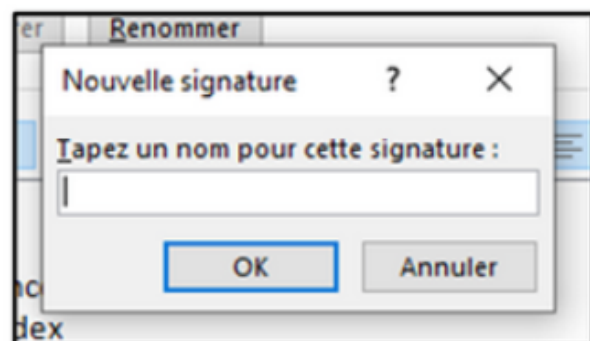 er Renommer
Nouvelle signature ? ×
Tapez un nom pour cette signature :
OK Annuler
dex